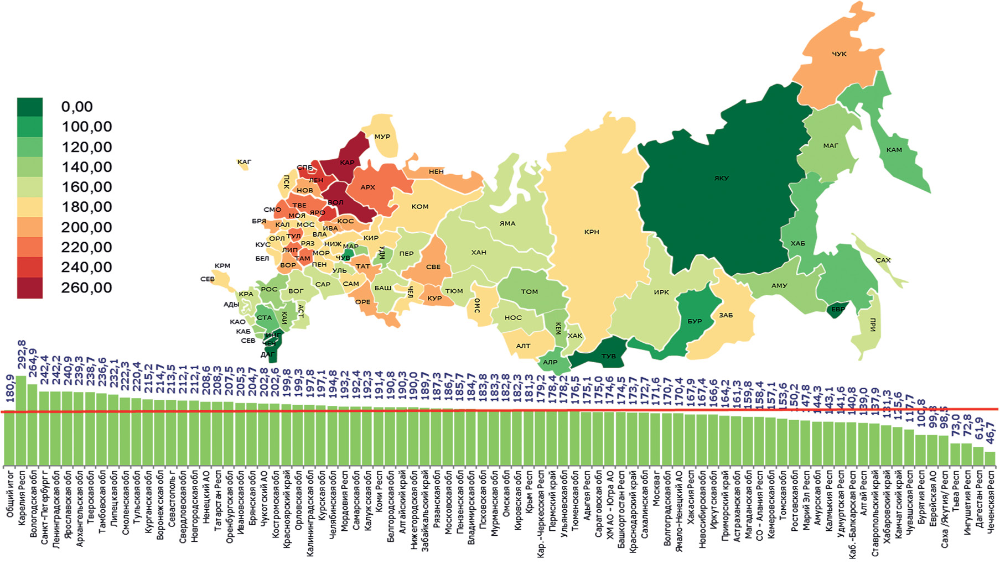 0,00
100,00
120,00
140,00
160,00
180,00
200,00
220,00
240,00
260,00
ЧУК
МУР
МАГ
КАМ
КАГ
КАР
СПБ
НЕН
ПСК
ЛЕН
ЯКУ
АРХ
НОВ
ВОЛ
ТВЕ
КОМ
СМО
ЯРО
МОЯ
БРЯ
КОС
ЯМА
КАЛ
МОС
ИВА
КРН
ВЛА
ТУЛ
ОРЛ
КИР
КУС
РЯЗ
НИЖ
МАР
ХАБ
ЛИП
УДМ
ПЕР
ХАН
МОР
БЕЛ
ТАМ
ЧУВ
САХ
ВОР
ПЕН
КРМ
ТАТ
СВЕ
УЛЬ
СЕВ
САР
САМ
АМУ
РОС
ВОГ
БАШ
ЧЕЛ
ТЮМ
ТОМ
ИРК
КРА
КУР
ОРЕ
АДЫ
АСТ
ОМС
ЕВР
СТА
КАИ
НОС
ЗАБ
КАО
БУР
ПРИ
КЕМ
КАБ
ИНГ
ХАК
СЕВ
ЧЕЧ
АЛТ
ДАГ
ТУВ
АЛР
180,9
292,8
264,9
242,4
242,2
240,9
239,3
238,7
236,6
232,1
222,3
220,4
215,2
214,7
213,5
212,1
212,1
208,6
208,3
207,5
205,3
204,7
202,8
202,6
199,8
199,3
197,8
197,1
194,8
193,2
192,4
192,3
191,4
190,8
190,3
190,0
189,7
187,3
186,7
185,7
184,7
183,8
183,3
182,8
182,3
181,3
179,2
178,4
178,2
176,5
175,1
175,0
174,6
174,5
173,7
172,7
171,6
170,7
170,4
167,9
167,4
166,6
164,2
161,3
159,8
158,4
157,1
153,6
150,2
147,8
144,3
143,1
141,6
140,8
139,0
137,9
131,3
125,6
117,7
100,8
99,8
98,5
73,0
72,8
61,9
46,7
Общий итог
Карелия Респ
Вологодская обл
Санкт-Петербург г
Ленинградская обл
Ярославская обл
Архангельская обл
Тверская обл
Тамбовская обл
Липецкая обл
Смоленская обл
Тульская обл
Курганская обл
Воронежская обл
Севастополь г
Свердловская обл
Новгородская обл
Ненецкий АО
Татарстан Респ
Оренбургская обл
Ивановская обл
Брянская обл
Чукотский АО
Костромская обл
Красноярский край
Орловская обл
Калининградская обл
Курская обл
Челябинская обл
Мордовия Респ
Самарская обл
Калужская обл
Коми Респ
Белгородская обл
Алтайский край
Нижегородская обл
Забайкальский край
Рязанская обл
Московская обл
Пензенская обл
Владимирская обл
Псковская обл
Мурманская обл
Омская обл
Кировская обл
Крым Респ
Кар.-Черкесская Респ
Пермский край
Ульяновская обл
Тюменская обл
Адыгея Респ
Саратовская обл
ХМ АО - Югра АО
Башкортостан Респ
Краснодарский край
Сахалинская обл
Москва г
Волгоградская обл
Ямало-Ненецкий АО
Хакасия Респ
Новосибирская обл
Иркутская обл
Приморский край
Астраханская обл
Магаданская обл
СО - Алания Респ
Кемеровская обл
Томская обл
Ростовская обл
Марий Эл Респ
Амурская обл
Калмыкия Респ
Удмуртская Респ
Каб.-Балкарская Респ
Алтай Респ
Ставропольский край
Хабаровский край
Камчатский край
Чувашская Респ
Бурятия Респ
Еврейская АО
Саха /Якутия/ Респ
Тыва Респ
Ингушетия Респ
Дагестан Респ
Чеченская Респ